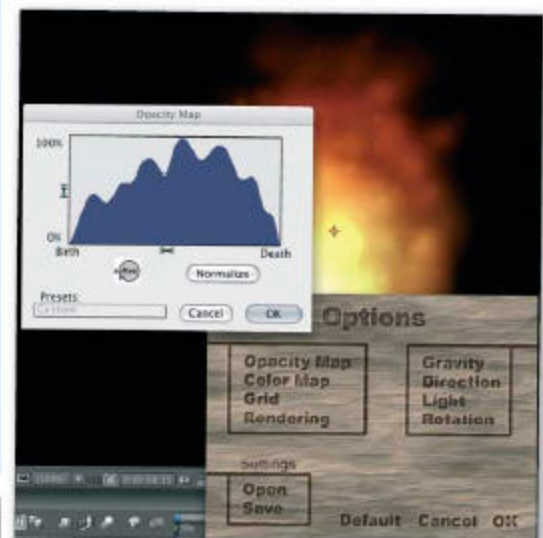 Opacity Map
100%
0%
Birth
Death
Normalize
Presets:
Custom
Cancel
OK
Options
Opacity Map
Color Map
Grid
Rendering
Gravity
Direction
Light
Rotation
Settings
Open
Save
Default Cancel OK